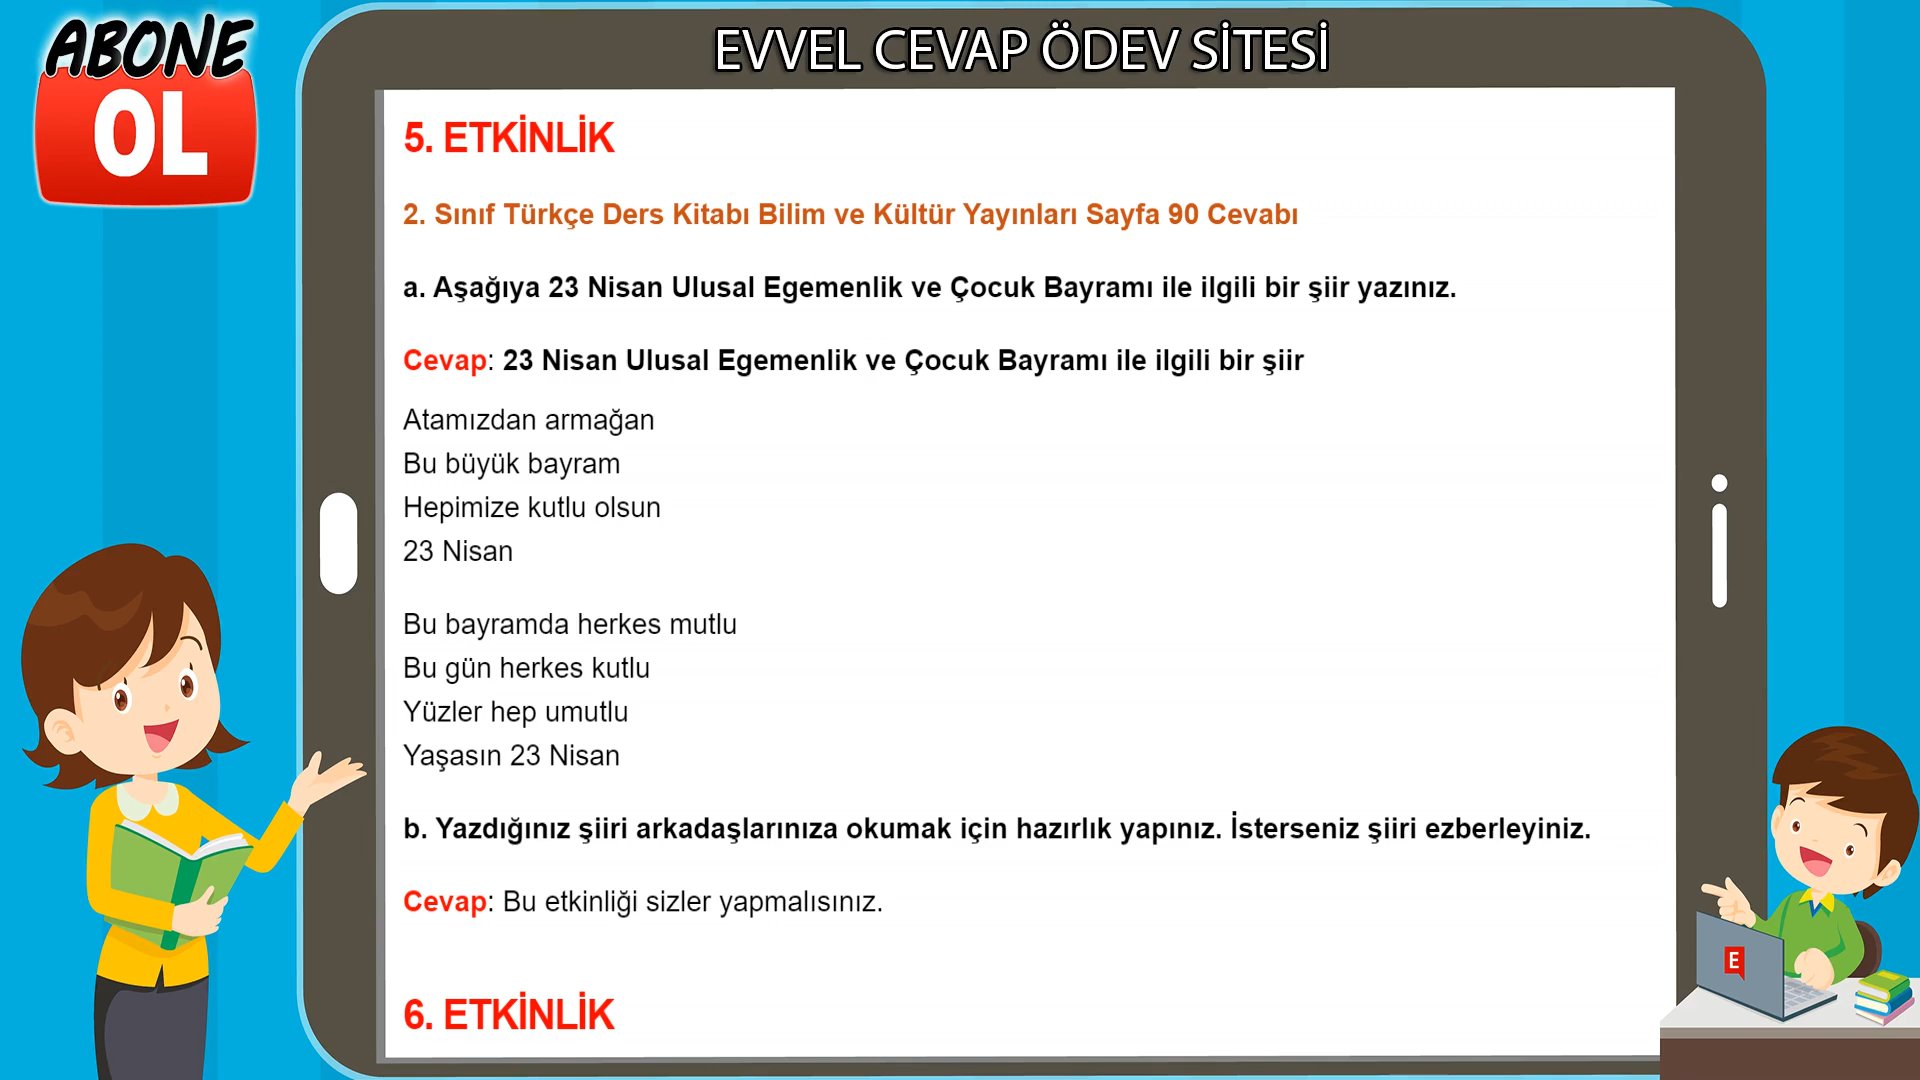 ABONE
OL
EVVEL CEVAP ÖDEV SİTESİ
5. ETKİNLİK
2. Sınıf Türkçe Ders Kitabı Bilim ve Kültür Yayınları Sayfa 90 Cevabı
a. Aşağıya 23 Nisan Ulusal Egemenlik ve Çocuk Bayramı ile ilgili bir şiir yazınız.
Cevap: 23 Nisan Ulusal Egemenlik ve Çocuk Bayramı ile ilgili bir şiir
Atamızdan armağan
Bu büyük bayram
Hepimize kutlu olsun
23 Nisan
Bu bayramda herkes mutlu
Bu gün herkes kutlu
Yüzler hep umutlu
Yaşasın 23 Nisan
b. Yazdığınız şiiri arkadaşlarınıza okumak için hazırlık yapınız. İsterseniz şiiri ezberleyiniz.
Cevap: Bu etkinliği sizler yapmalısınız.
6. ETKİNLİK
E